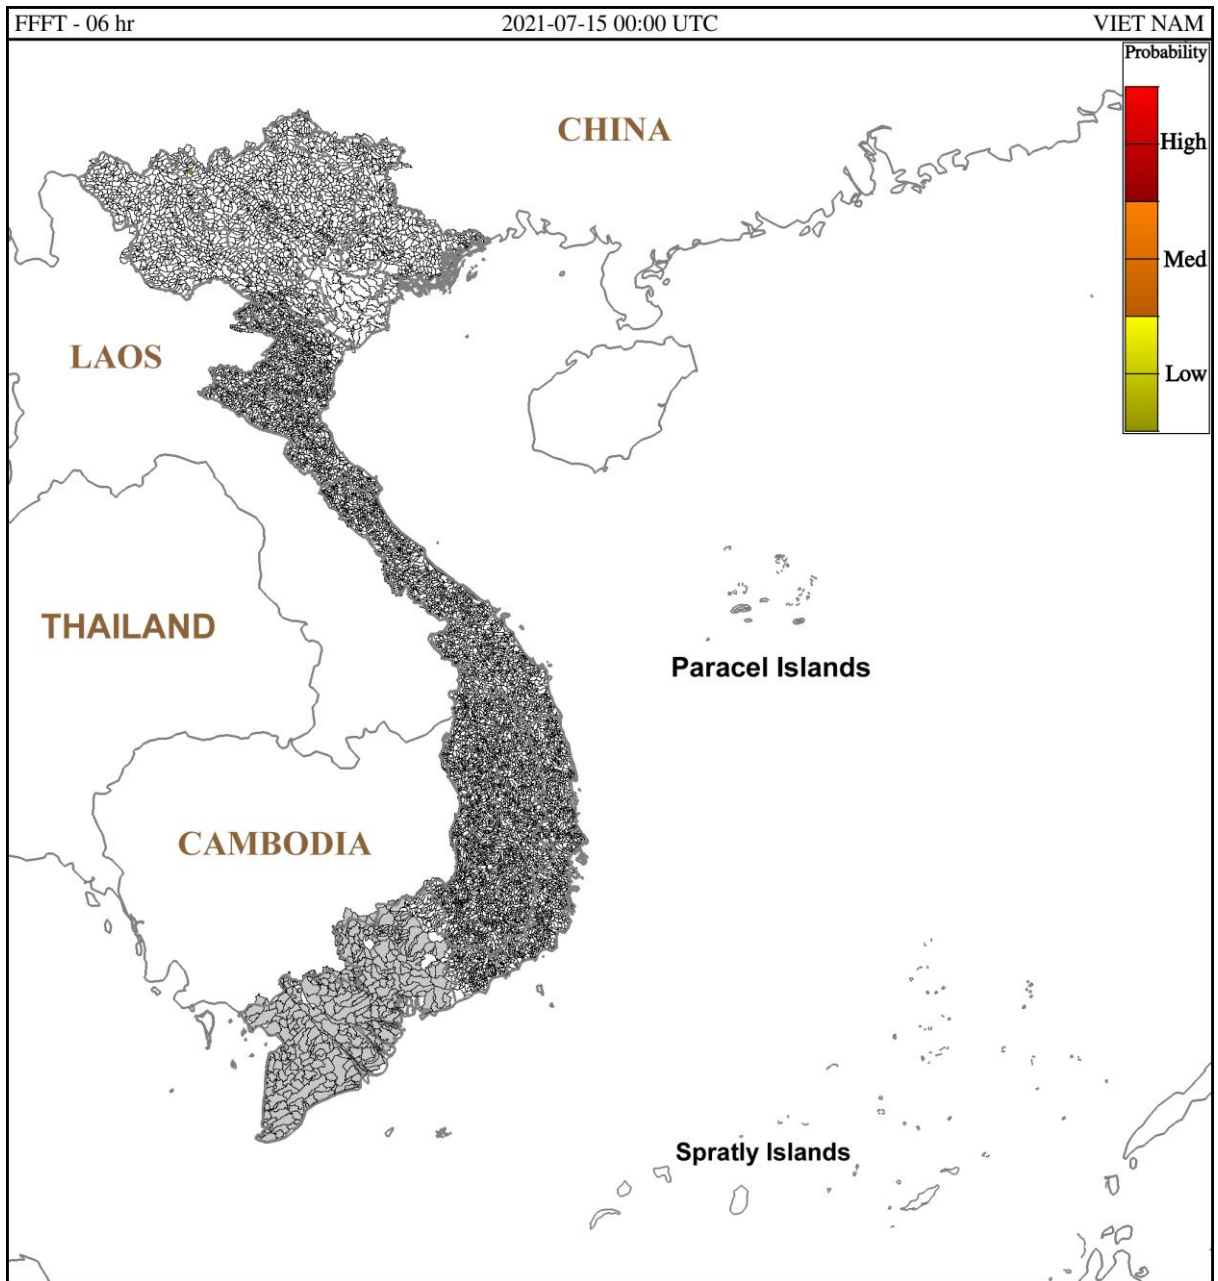 FFFT - 06 hr 2021-07-15 00:00 UTC VIET NAM
Probability
CHINA
High
Med
LAOS
Low
THAILAND
Paracel Islands
CAMBODIA
Spratly Islands